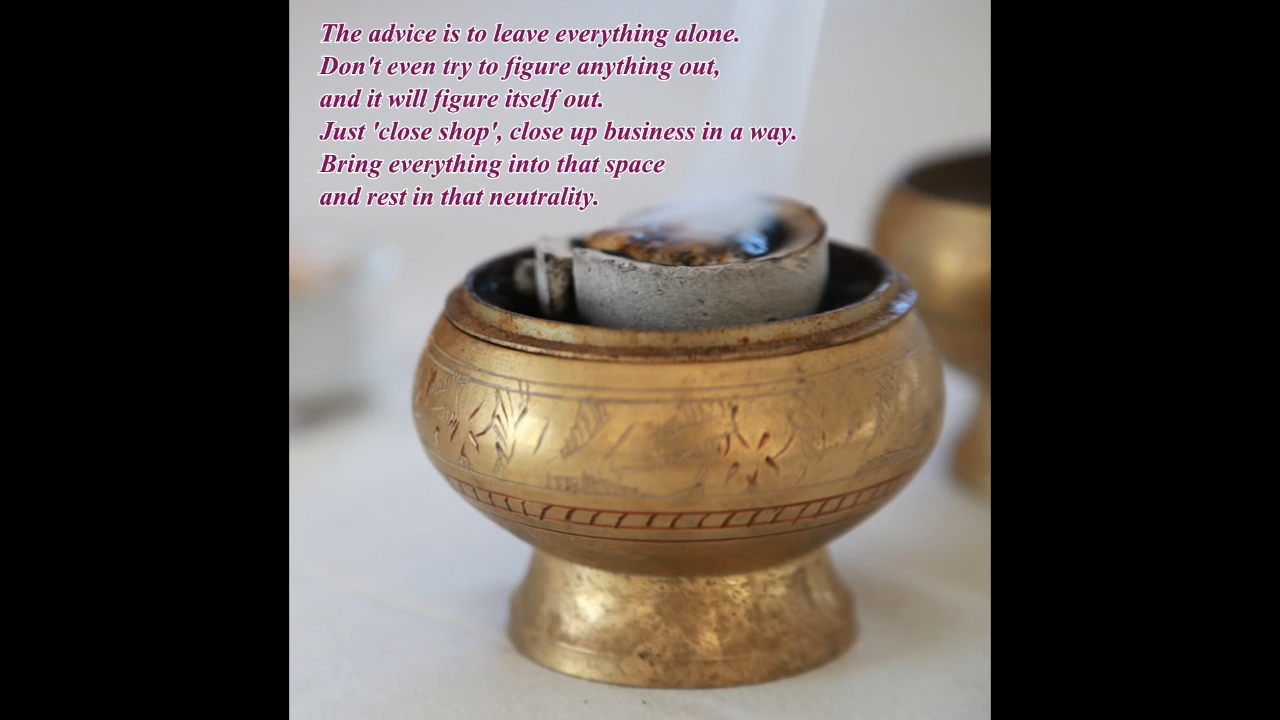 The advice is to leave everything alone.
Don't even try to figure anything out,
and it will figure itself out.
Just 'close shop', close up business in a way.
Bring everything into that space
and rest in that neutrality.